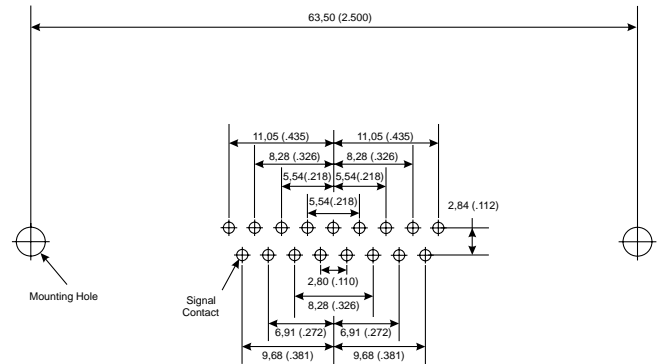 63,50 (2.500)
11,05 (.435) 11,05 (.435)
8,28 (.326) 8,28 (.326)
5,54(.218) 5,54(.218)
5,54(.218)
2,84 (.112)
Mounting Hole
Signal
Contact
2,80 (.110)
8,28 (.326)
6,91 (.272) 6,91 (.272)
9,68 (.381) 9,68 (.381)